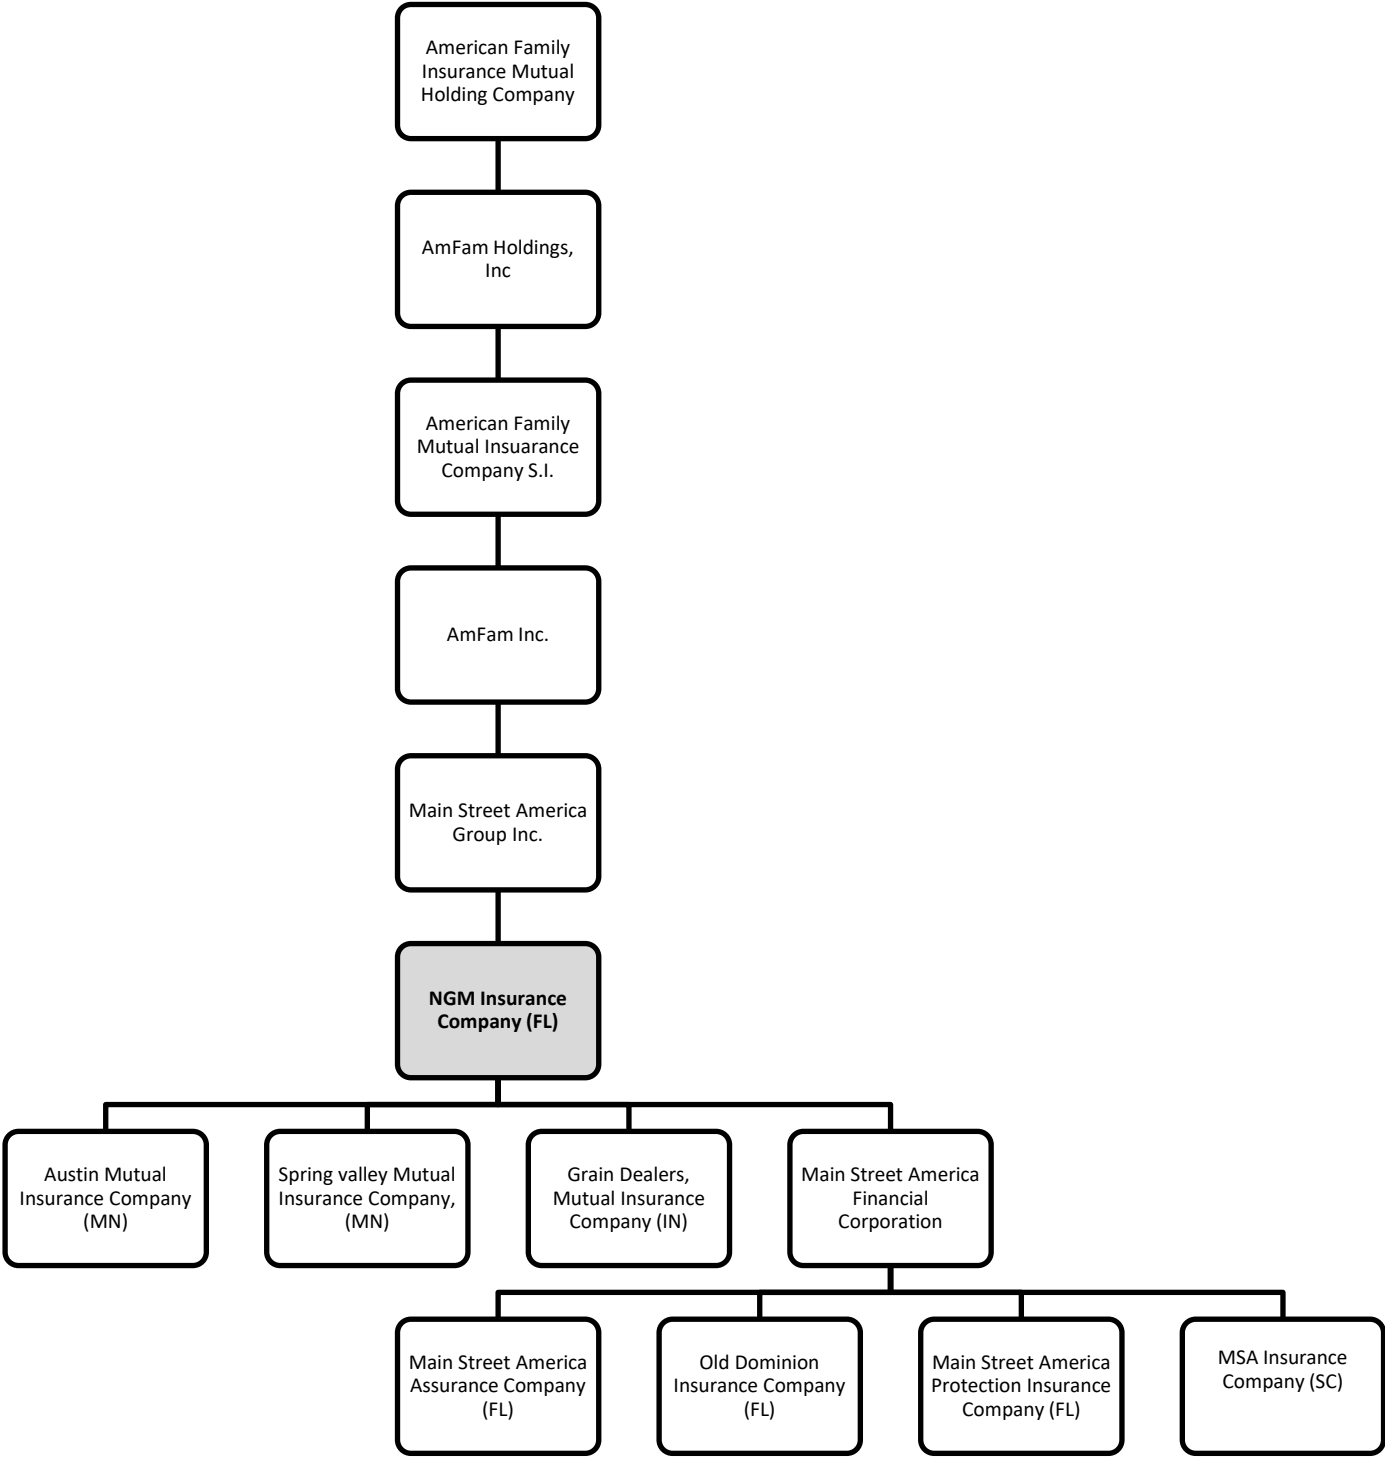 American Family
Insurance Mutual
Holding Company
AmFam Holdings,
Inc
American Family
Mutual Insuarance
Company S.I.
AmFam Inc.
Main Street America
Group Inc.
NGM Insurance
Company (FL)
Austin Mutual
Insurance Company
(MN)
Spring valley Mutual
Insurance Company,
(MN)
Grain Dealers,
Mutual Insurance
Company (IN)
Main Street America
Financial
Corporation
Main Street America
Assurance Company
(FL)
Old Dominion
Insurance Company
(FL)
Main Street America
Protection Insurance
Company (FL)
MSA Insurance
Company (SC)